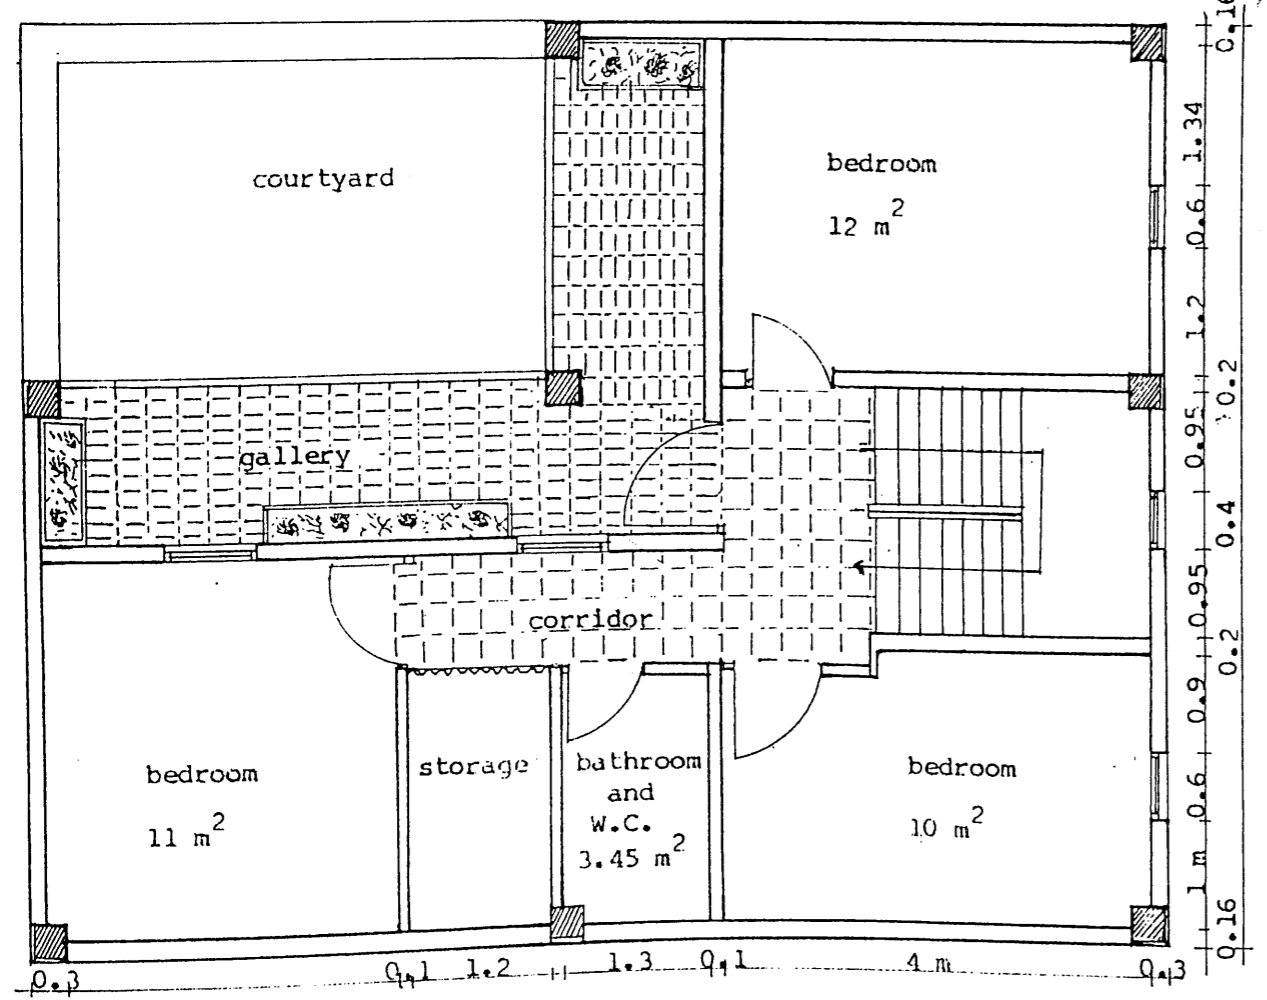 courtyard
bedroom
12 m²
gallery
corridor
bedroom
11 m²
storage
bathroom
and
W.C.
3.45 m²
bedroom
10 m²
0.16
1.34
0.6
1.2
0.2
0.95
0.4
0.95
0.2
0.9
0.6
1 m
0.16
0.3 0.1 1.2 1.3 0.1 4 m 0.3